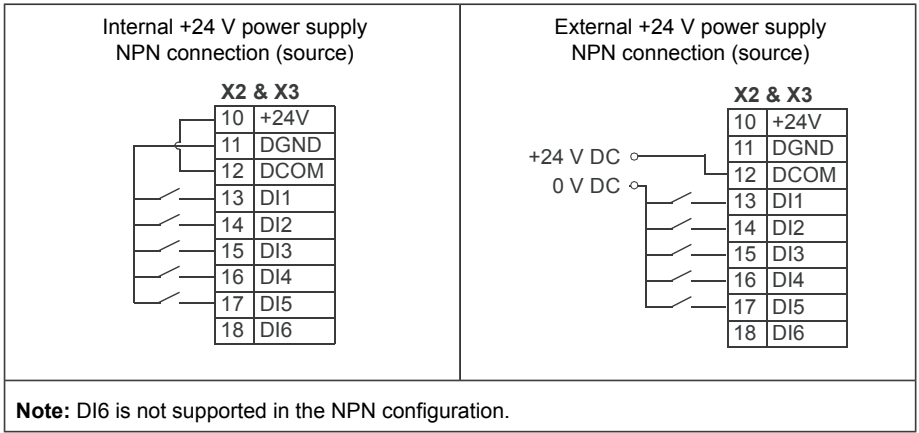 Internal +24 V power supply
NPN connection (source)
X2 & X3
10 +24V
11 DGND
12 DCOM
13 DI1
14 DI2
15 DI3
16 DI4
17 DI5
18 DI6
External +24 V power supply
NPN connection (source)
X2 & X3
10 +24V
11 DGND
+24 V DC
12 DCOM
0 V DC
13 DI1
14 DI2
15 DI3
16 DI4
17 DI5
18 DI6
Note: DI6 is not supported in the NPN configuration.